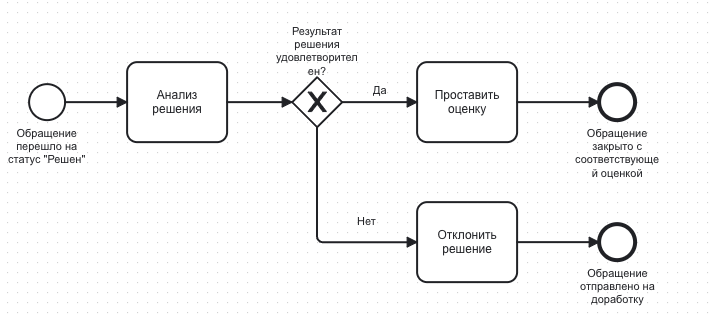 Обращение
перешло на
статус "Решен"
Анализ
решения
Результат
решения
удовлетворител
ен?
Да
Проставить
оценку
Обращение
закрыто с
соответствующе
й оценкой
Нет
Отклонить
решение
Обращение
отправлено на
доработку